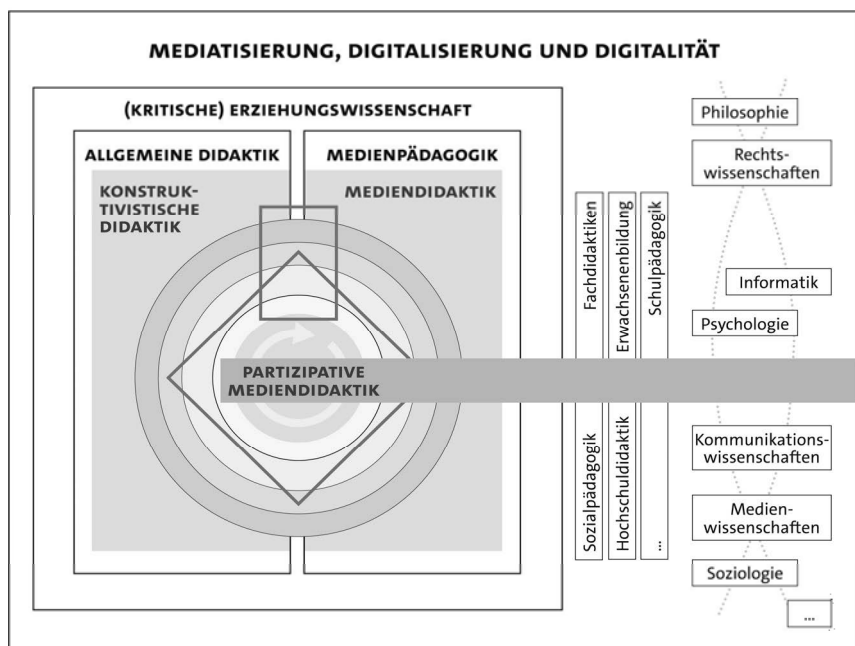 MEDIATISIERUNG, DIGITALISIERUNG UND DIGITALITÄT
(KRITISCHE) ERZIEHUNGSWISSENSCHAFT
ALLGEMEINE DIDAKTIK
MEDIENPÄDAGOGIK
KONSTRUK-
TIVISTISCHE
DIDAKTIK
MEDIENDIDAKTIK
PARTIZIPATIVE
MEDIENDIDAKTIK
Fachdidaktiken
Erwachsenenbildung
Schulpädagogik
Sozialpädagogik
Hochschuldidaktik
...
Philosophie
Rechts-
wissenschaften
Informatik
Psychologie
Kommunikations-
wissenschaften
Medien-
wissenschaften
Soziologie
...